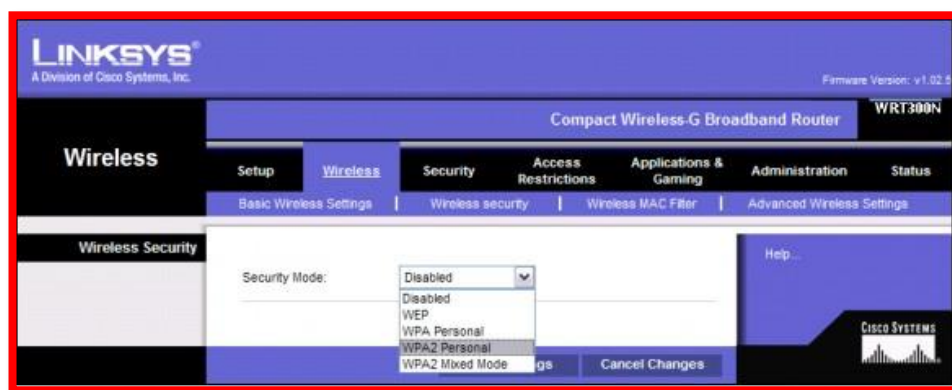 LINKSYS®
A Division of Cisco Systems, Inc.
Firmware Version: v1.02.5
Compact Wireless-G Broadband Router
WRT300N
Wireless
Setup
Wireless
Security
Access Restrictions
Applications & Gaming
Administration
Status
Basic Wireless Settings
Wireless security
Wireless MAC Filter
Advanced Wireless Settings
Wireless Security
Help...
Security Mode:
Disabled
Disabled
WEP
WPA Personal
WPA2 Personal
WPA2 Mixed Mode
Cancel Changes
CISCO SYSTEMS